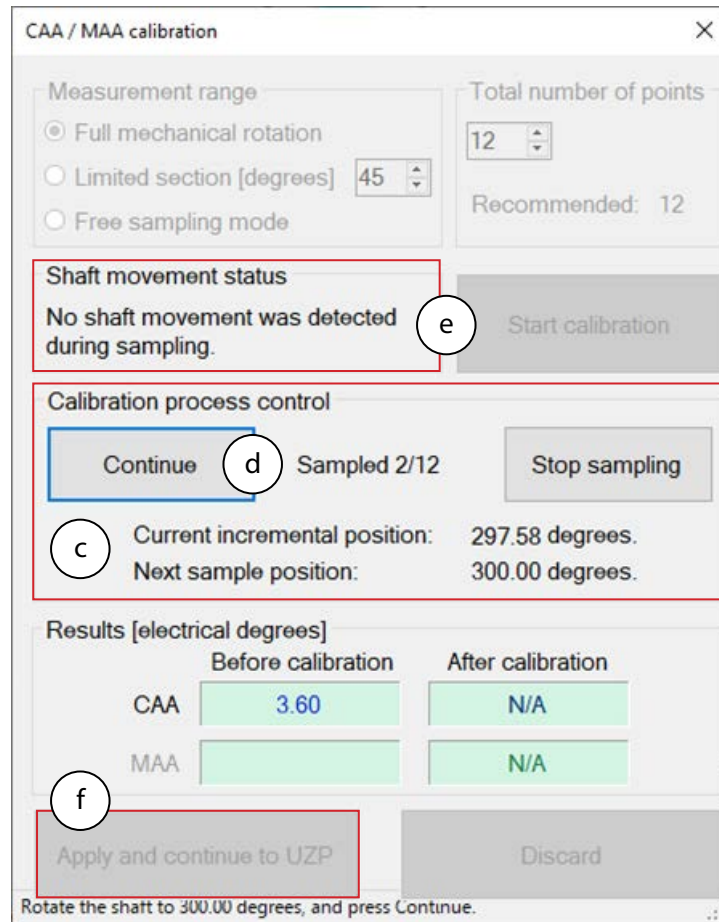 CAA / MAA calibration
Measurement range
Full mechanical rotation
Limited section [degrees] 45
Free sampling mode
Total number of points
12
Recommended: 12
Shaft movement status
No shaft movement was detected
during sampling.
e
Start calibration
Calibration process control
Continue d Sampled 2/12 Stop sampling
c
Current incremental position: 297.58 degrees.
Next sample position: 300.00 degrees.
Results [electrical degrees]
Before calibration After calibration
CAA 3.60 N/A
MAA N/A
f
Apply and continue to UZP Discard
Rotate the shaft to 300.00 degrees, and press Continue.